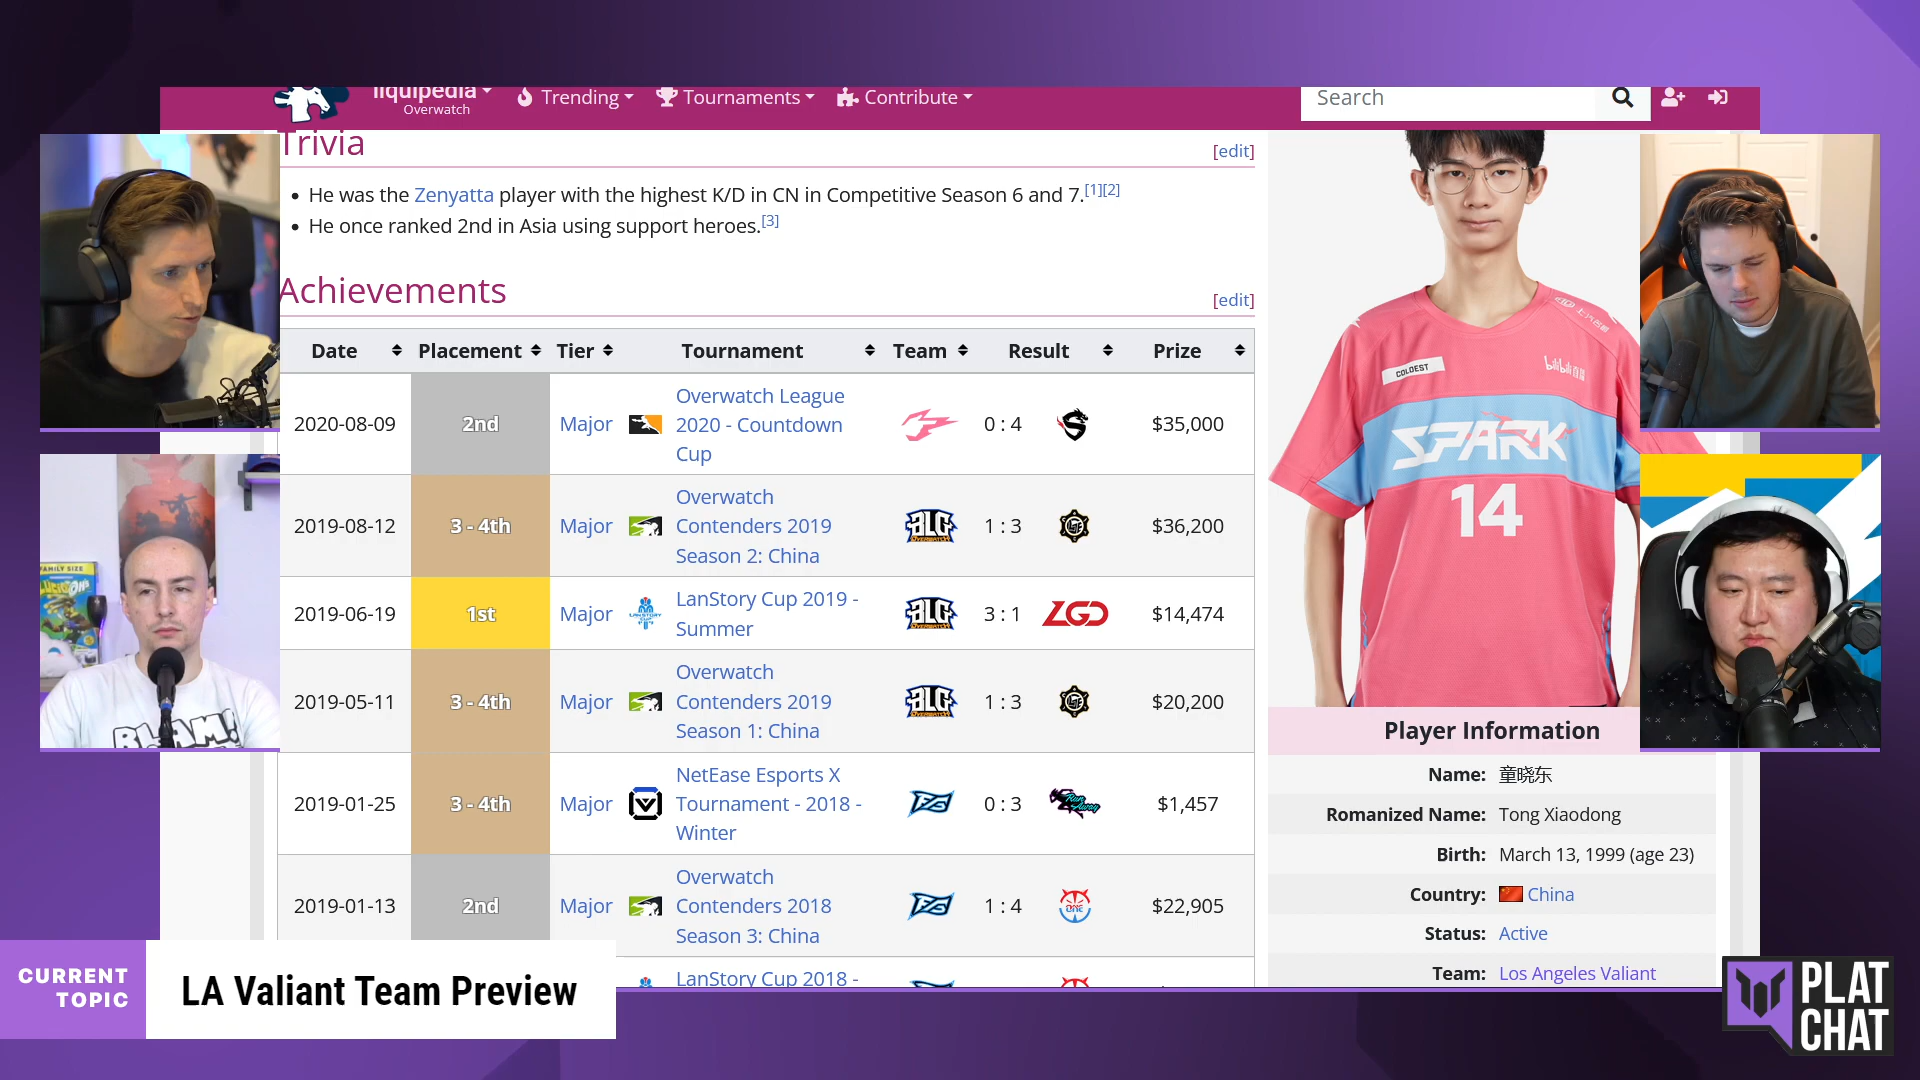 liquipedia
Overwatch
Trending
Tournaments
Contribute
Search
Trivia
[edit]
He was the Zenyatta player with the highest K/D in CN in Competitive Season 6 and 7.[1][2]
He once ranked 2nd in Asia using support heroes.[3]
Achievements
[edit]
Date Placement Tier Tournament Team Result Prize
2020-08-09 2nd Major Overwatch League 2020 - Countdown Cup 0 : 4 $35,000
2019-08-12 3 - 4th Major Overwatch Contenders 2019 Season 2: China BLG 1 : 3 $36,200
2019-06-19 1st Major LanStory Cup 2019 - Summer BLG 3 : 1 LGD $14,474
2019-05-11 3 - 4th Major Overwatch Contenders 2019 Season 1: China BLG 1 : 3 $20,200
2019-01-25 3 - 4th Major NetEase Esports X Tournament - 2018 - Winter 0 : 3 $1,457
2019-01-13 2nd Major Overwatch Contenders 2018 Season 3: China 1 : 4 $22,905
LanStory Cup 2018 -
COLDEST
bilibili
SPARK
14
Player Information
Name: 童晓东
Romanized Name: Tong Xiaodong
Birth: March 13, 1999 (age 23)
Country: China
Status: Active
Team: Los Angeles Valiant
FAMILY SIZE
BLAM!
CURRENT
TOPIC
LA Valiant Team Preview
PLAT
CHAT